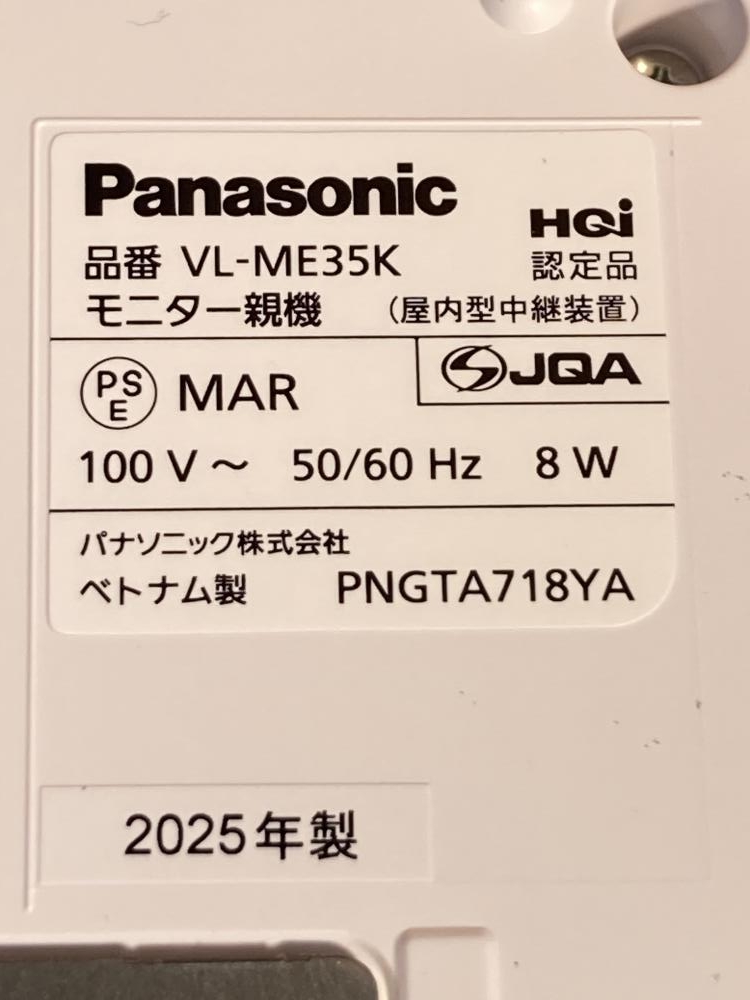 Panasonic
HQi
品番 VL-ME35K
認定品
モニター親機 (屋内型中継装置)
PSE MAR
JQA
100 V～ 50/60 Hz 8 W
パナソニック株式会社
ベトナム製 PNGTA718YA
2025年製